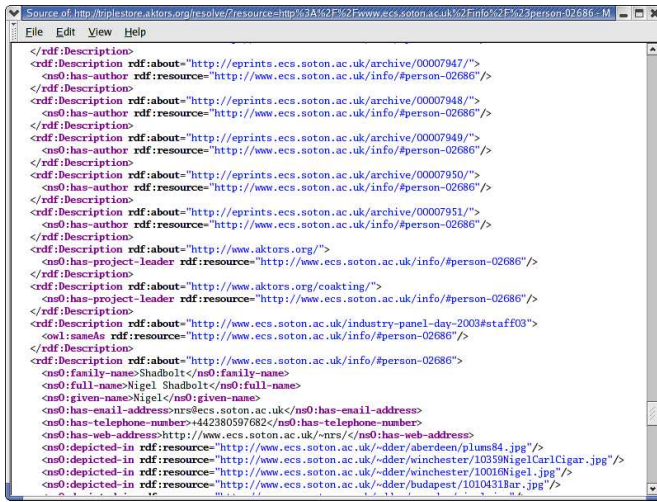 Source of: http://triplestore.aktors.org/resolve/?resource=http%3A%2F%2Fwww.ecs.soton.ac.uk%2Finfo%2F%23person-02686 - M
File Edit View Help
</rdf:Description>
<rdf:Description rdf:about="http://eprints.ecs.soton.ac.uk/archive/00007947/">
<ns0:has-author rdf:resource="http://www.ecs.soton.ac.uk/info/#person-02686"/>
</rdf:Description>
<rdf:Description rdf:about="http://eprints.ecs.soton.ac.uk/archive/00007948/">
<ns0:has-author rdf:resource="http://www.ecs.soton.ac.uk/info/#person-02686"/>
</rdf:Description>
<rdf:Description rdf:about="http://eprints.ecs.soton.ac.uk/archive/00007949/">
<ns0:has-author rdf:resource="http://www.ecs.soton.ac.uk/info/#person-02686"/>
</rdf:Description>
<rdf:Description rdf:about="http://eprints.ecs.soton.ac.uk/archive/00007950/">
<ns0:has-author rdf:resource="http://www.ecs.soton.ac.uk/info/#person-02686"/>
</rdf:Description>
<rdf:Description rdf:about="http://eprints.ecs.soton.ac.uk/archive/00007951/">
<ns0:has-author rdf:resource="http://www.ecs.soton.ac.uk/info/#person-02686"/>
</rdf:Description>
<rdf:Description rdf:about="http://www.aktors.org/">
<ns0:has-project-leader rdf:resource="http://www.ecs.soton.ac.uk/info/#person-02686"/>
</rdf:Description>
<rdf:Description rdf:about="http://www.aktors.org/coakting/">
<ns0:has-project-leader rdf:resource="http://www.ecs.soton.ac.uk/info/#person-02686"/>
</rdf:Description>
<rdf:Description rdf:about="http://www.ecs.soton.ac.uk/industry-panel-day-2003#staff03">
<owl:sameAs rdf:resource="http://www.ecs.soton.ac.uk/info/#person-02686"/>
</rdf:Description>
<rdf:Description rdf:about="http://www.ecs.soton.ac.uk/info/#person-02686">
<ns0:family-name>Shadbolt</ns0:family-name>
<ns0:full-name>Nigel Shadbolt</ns0:full-name>
<ns0:given-name>Nigel</ns0:given-name>
<ns0:has-email-address>nrs@ecs.soton.ac.uk</ns0:has-email-address>
<ns0:has-telephone-number>+442380597682</ns0:has-telephone-number>
<ns0:has-web-address>http://www.ecs.soton.ac.uk/~nrs/</ns0:has-web-address>
<ns0:depicted-in rdf:resource="http://www.ecs.soton.ac.uk/~dder/aberdeen/plums84.jpg"/>
<ns0:depicted-in rdf:resource="http://www.ecs.soton.ac.uk/~dder/winchester/10359NigelCarlCigar.jpg"/>
<ns0:depicted-in rdf:resource="http://www.ecs.soton.ac.uk/~dder/winchester/10016Nigel.jpg"/>
<ns0:depicted-in rdf:resource="http://www.ecs.soton.ac.uk/~dder/budapest/1010431Bar.jpg"/>